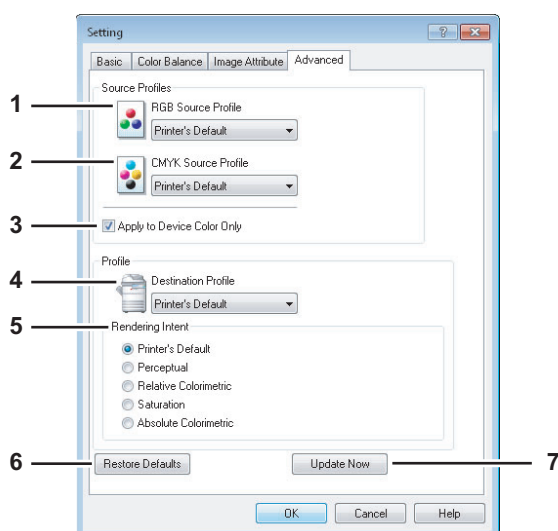 Setting
Basic Color Balance Image Attribute Advanced
Source Profiles
1 RGB Source Profile
Printer's Default
2 CMYK Source Profile
Printer's Default
3 Apply to Device Color Only
Profile
4 Destination Profile
Printer's Default
5 Rendering Intent
Printer's Default
Perceptual
Relative Colorimetric
Saturation
Absolute Colorimetric
6 Restore Defaults Update Now 7
OK Cancel Help